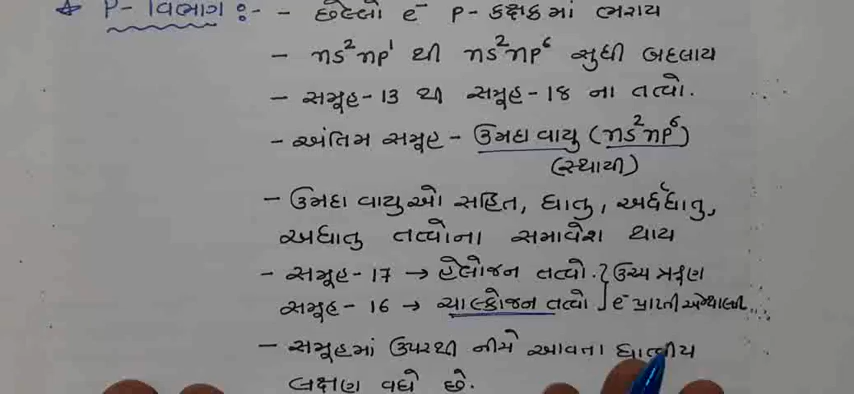 * P- વિભાગ :- - છેલ્લો e⁻ P- કક્ષકમાં ભરાય
- ns²np¹ થી ns²np⁶ સુધી બદલાય
- સમૂહ-13 થી સમૂહ-18 ના તત્વો.
- અંતિમ સમૂહ - ઉમદા વાયુ (ns²np⁶)
(સ્થાયી)
- ઉમદા વાયુઓ સહિત, ધાતુ, અર્ધધાતુ,
અધાતુ તત્વોના સમાવેશ થાય
- સમૂહ-17 → હેલોજન તત્વો. } ઉચ્ચ ઋણ
સમૂહ-16 → ચાલ્કોજન તત્વો } e⁻ પ્રાપ્તી એન્થાલ્પી
- સમૂહમાં ઉપરથી નીચે આવતા ધાત્વીય
લક્ષણ વધે છે.